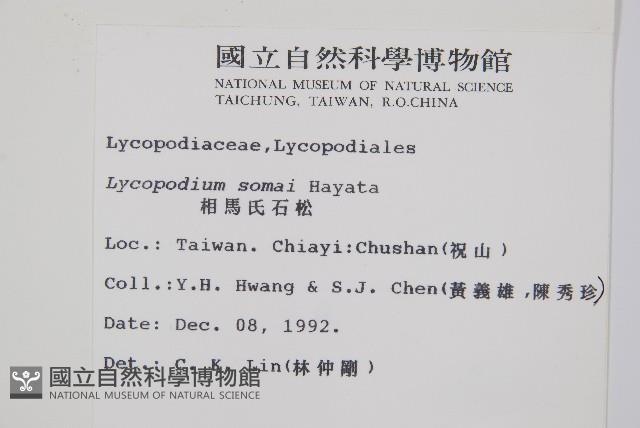 國立自然科學博物館
NATIONAL MUSEUM OF NATURAL SCIENCE
TAICHUNG, TAIWAN, R.O.CHINA
Lycopodiaceae,Lycopodiales
Lycopodium somai Hayata
相馬氏石松
Loc.: Taiwan. Chiayi:Chushan(祝山)
Coll.:Y.H. Hwang & S.J. Chen(黃義雄,陳秀珍)
Date: Dec. 08, 1992.
Det.: C. K. Lin(林仲剛)
國立自然科學博物館
NATIONAL MUSEUM OF NATURAL SCIENCE